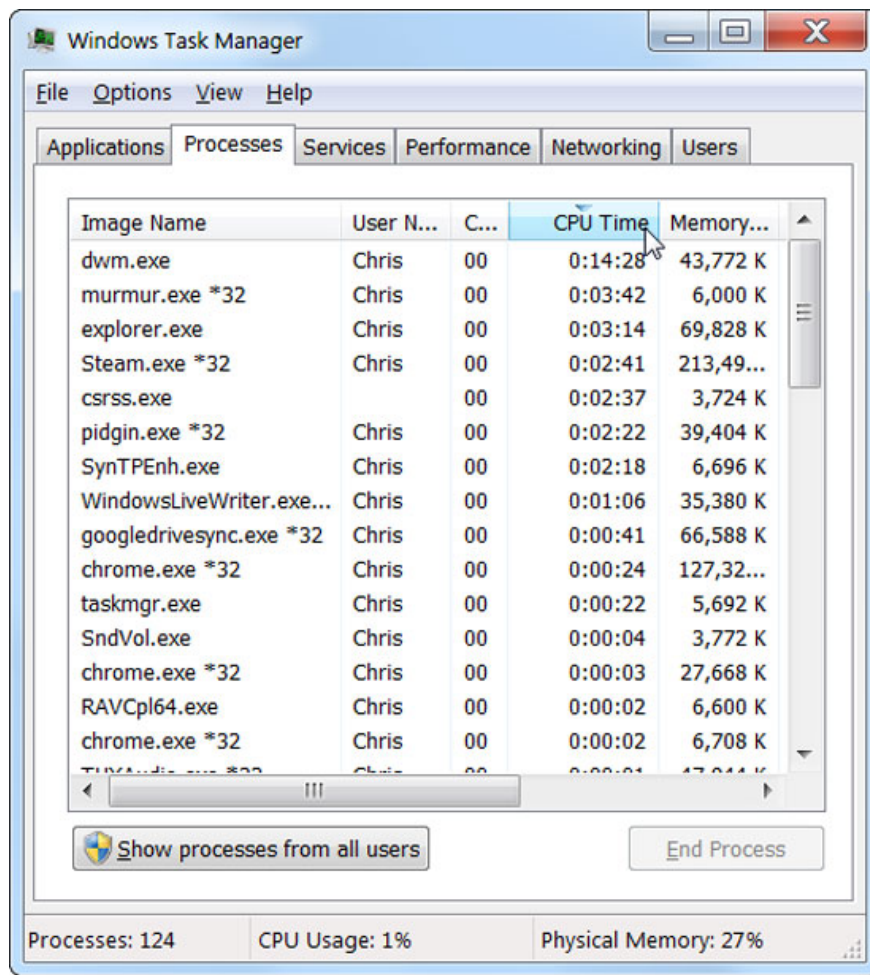 Windows Task Manager
File Options View Help
Applications Processes Services Performance Networking Users
Image Name User N... C... CPU Time Memory...
dwm.exe Chris 00 0:14:28 43,772 K
murmur.exe *32 Chris 00 0:03:42 6,000 K
explorer.exe Chris 00 0:03:14 69,828 K
Steam.exe *32 Chris 00 0:02:41 213,49...
csrss.exe 00 0:02:37 3,724 K
pidgin.exe *32 Chris 00 0:02:22 39,404 K
SynTPEnh.exe Chris 00 0:02:18 6,696 K
WindowsLiveWriter.exe... Chris 00 0:01:06 35,380 K
googledrivesync.exe *32 Chris 00 0:00:41 66,588 K
chrome.exe *32 Chris 00 0:00:24 127,32...
taskmgr.exe Chris 00 0:00:22 5,692 K
SndVol.exe Chris 00 0:00:04 3,772 K
chrome.exe *32 Chris 00 0:00:03 27,668 K
RAVCpl64.exe Chris 00 0:00:02 6,600 K
chrome.exe *32 Chris 00 0:00:02 6,708 K
Show processes from all users End Process
Processes: 124 CPU Usage: 1% Physical Memory: 27%